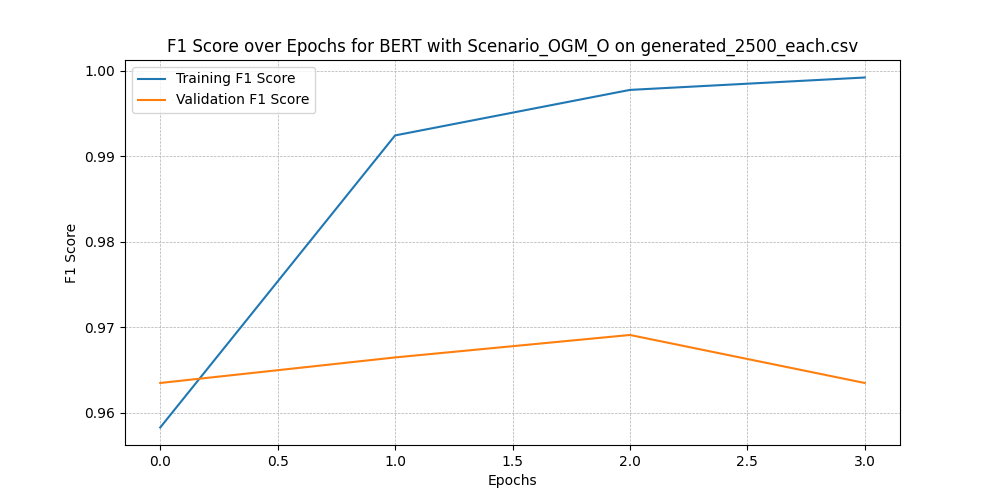 F1 Score over Epochs for BERT with Scenario_OGM_O on generated_2500_each.csv
Training F1 Score
Validation F1 Score
1.00
0.99
0.98
0.97
0.96
F1 Score
0.0 0.5 1.0 1.5 2.0 2.5 3.0
Epochs